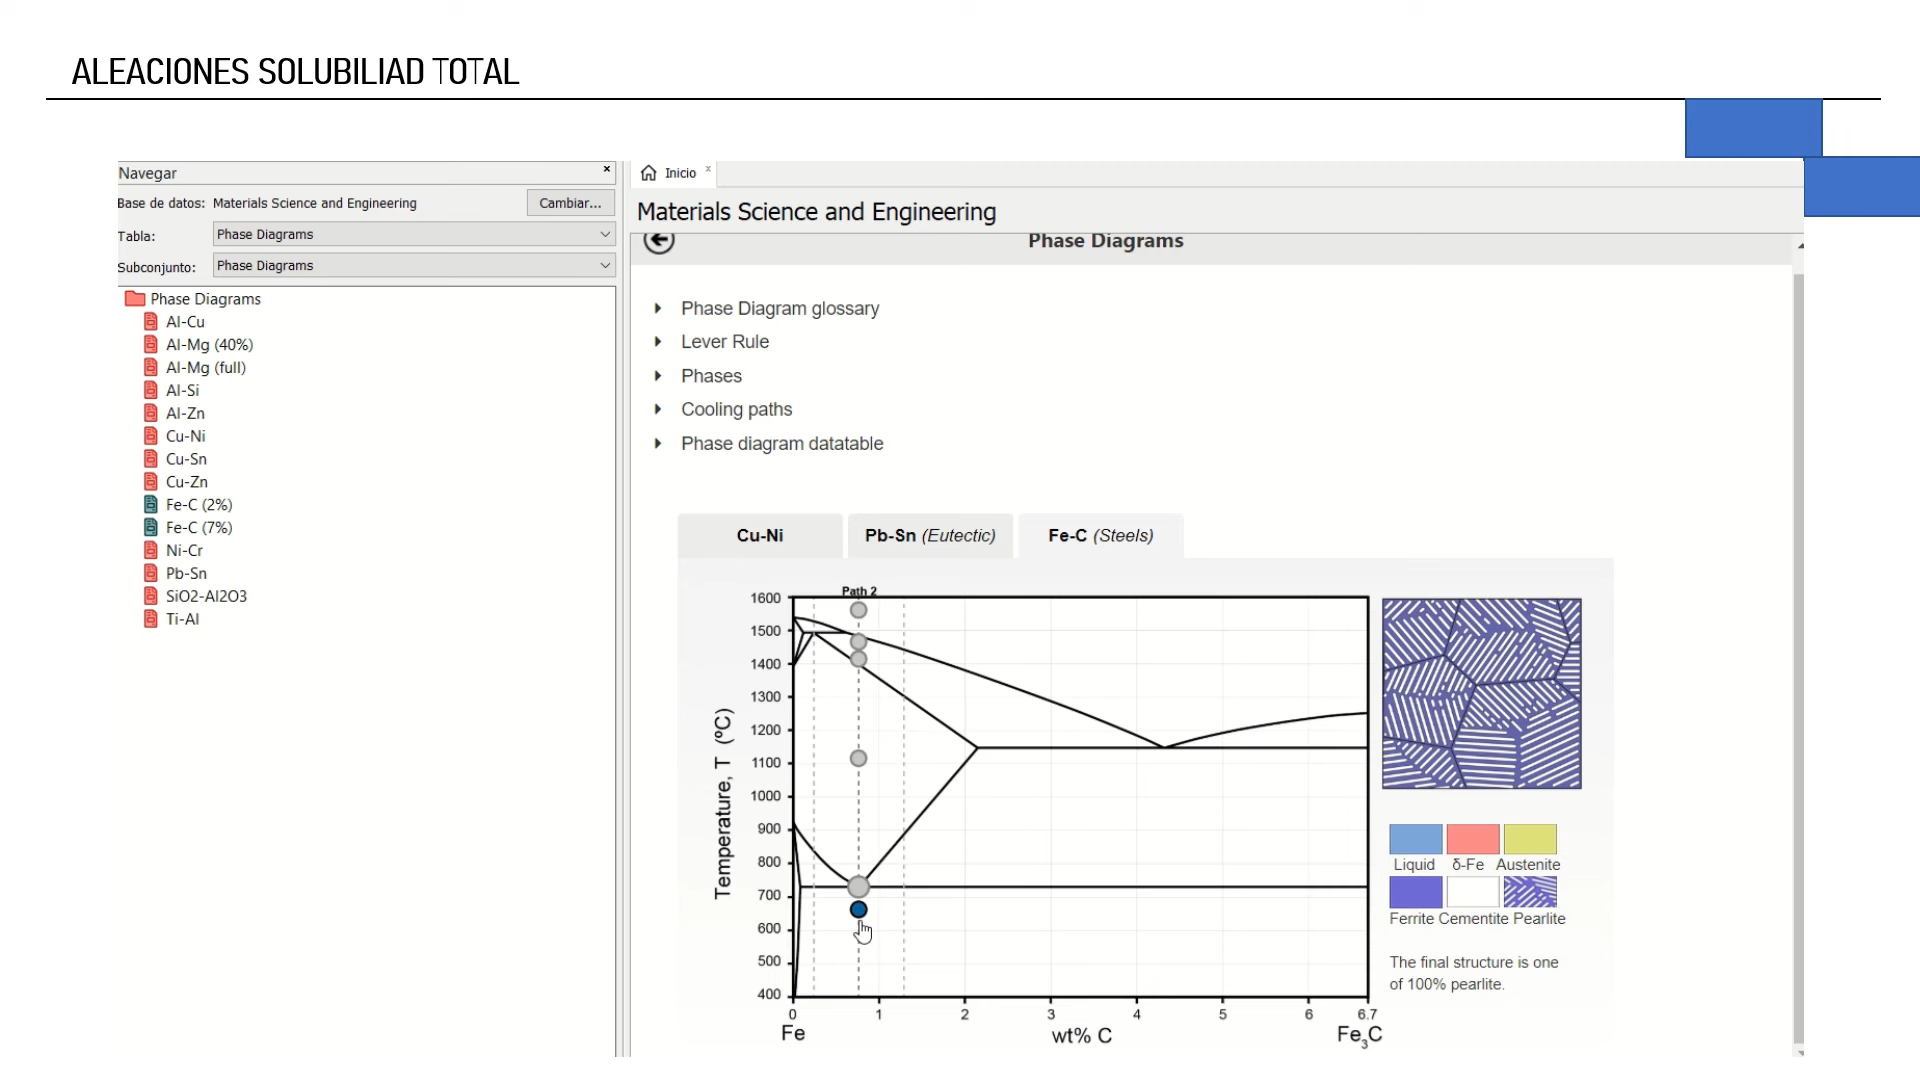 ALEACIONES SOLUBILIAD TOTAL
Navegar
Base de datos: Materials Science and Engineering Cambiar...
Tabla: Phase Diagrams
Subconjunto: Phase Diagrams
Phase Diagrams
Al-Cu
Al-Mg (40%)
Al-Mg (full)
Al-Si
Al-Zn
Cu-Ni
Cu-Sn
Cu-Zn
Fe-C (2%)
Fe-C (7%)
Ni-Cr
Pb-Sn
SiO2-Al2O3
Ti-Al
Inicio
Materials Science and Engineering
Phase Diagrams
Phase Diagram glossary
Lever Rule
Phases
Cooling paths
Phase diagram datatable
Cu-Ni Pb-Sn (Eutectic) Fe-C (Steels)
Path 2
1600
1500
1400
1300
1200
1100
1000
900
800
700
600
500
400
Temperature, T (ºC)
0 1 2 3 4 5 6 6.7
Fe wt% C Fe3C
Liquid δ-Fe Austenite
Ferrite Cementite Pearlite
The final structure is one
of 100% pearlite.